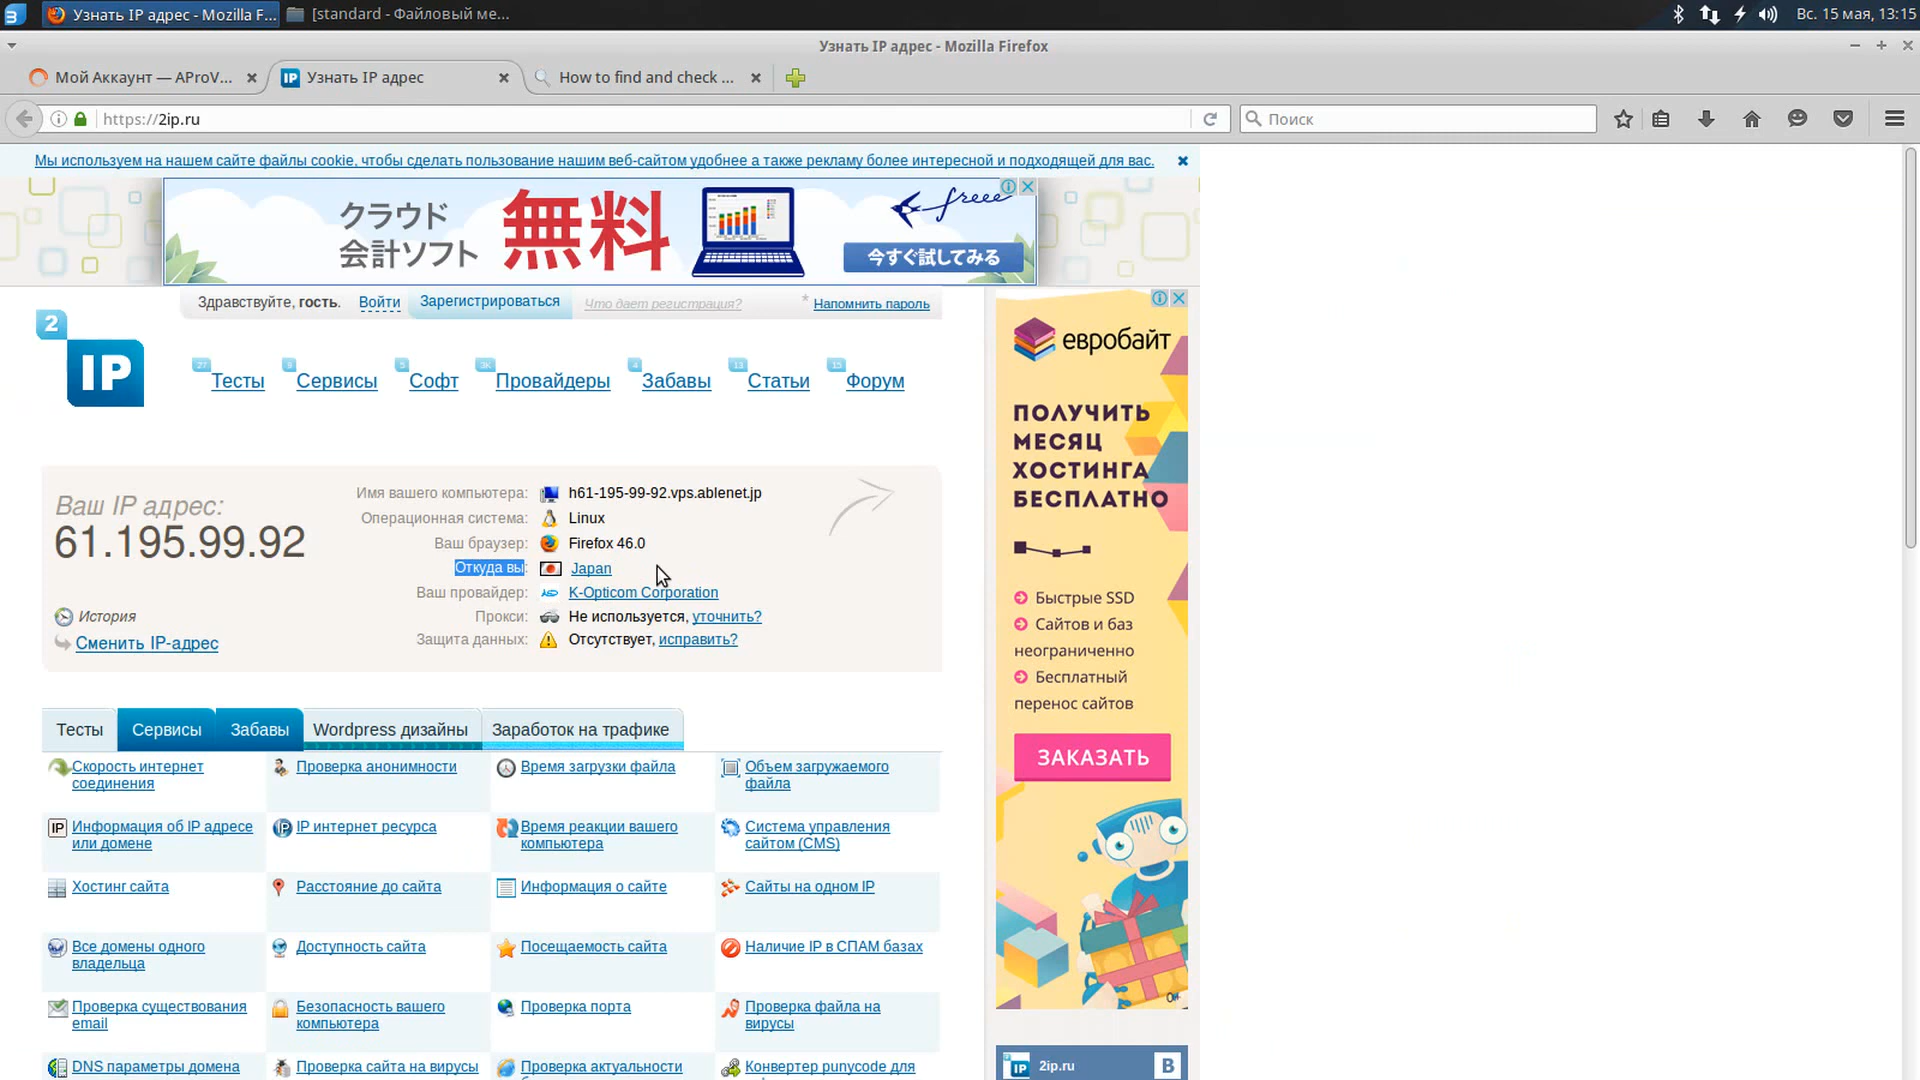 Узнать IP адрес - Mozilla F...
[standard - Файловый ме...
Вс. 15 мая, 13:15
Узнать IP адрес - Mozilla Firefox
Мой Аккаунт — AProV...
Узнать IP адрес
How to find and check ...
https://2ip.ru
Поиск
Мы используем на нашем сайте файлы cookie, чтобы сделать пользование нашим веб-сайтом удобнее а также рекламу более интересной и подходящей для вас.
クラウド
会計ソフト
無料
freee
今すぐ試してみる
Здравствуйте, гость. Войти Зарегистрироваться Что дает регистрация? * Напомнить пароль
2
IP
27 Тесты
8 Сервисы
5 Софт
3K Провайдеры
4 Забавы
13 Статьи
15 Форум
Ваш IP адрес:
61.195.99.92
История
Сменить IP-адрес
Имя вашего компьютера: h61-195-99-92.vps.ablenet.jp
Операционная система: Linux
Ваш браузер: Firefox 46.0
Откуда вы: Japan
Ваш провайдер: K-Opticom Corporation
Прокси: Не используется, уточнить?
Защита данных: Отсутствует, исправить?
Тесты Сервисы Забавы Wordpress дизайны Заработок на трафике
Скорость интернет
соединения
Проверка анонимности
Время загрузки файла
Объем загружаемого
файла
IP
Информация об IP адресе
или домене
IP интернет ресурса
Время реакции вашего
компьютера
Система управления
сайтом (CMS)
Хостинг сайта
Расстояние до сайта
Информация о сайте
Сайты на одном IP
Все домены одного
владельца
Доступность сайта
Посещаемость сайта
Наличие IP в СПАМ базах
Проверка существования
email
Безопасность вашего
компьютера
Проверка порта
Проверка файла на
вирусы
DNS параметры домена
Проверка сайта на вирусы
Проверка актуальности
Конвертер punycode для
евробайт
ПОЛУЧИТЬ
МЕСЯЦ
ХОСТИНГА
БЕСПЛАТНО
Быстрые SSD
Сайтов и баз
неограниченно
Бесплатный
перенос сайтов
ЗАКАЗАТЬ
IP
2ip.ru
B